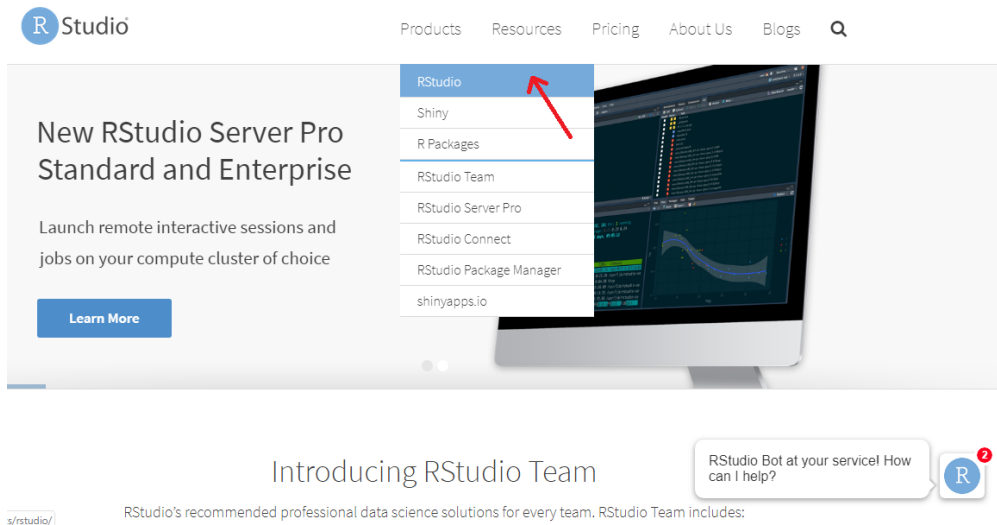 R Studio®
Products Resources Pricing About Us Blogs
RStudio
Shiny
R Packages
RStudio Team
RStudio Server Pro
RStudio Connect
RStudio Package Manager
shinyapps.io
New RStudio Server Pro
Standard and Enterprise
Launch remote interactive sessions and
jobs on your compute cluster of choice
Learn More
Introducing RStudio Team
RStudio's recommended professional data science solutions for every team. RStudio Team includes:
RStudio Bot at your service! How
can I help?
R
2
s/rstudio/